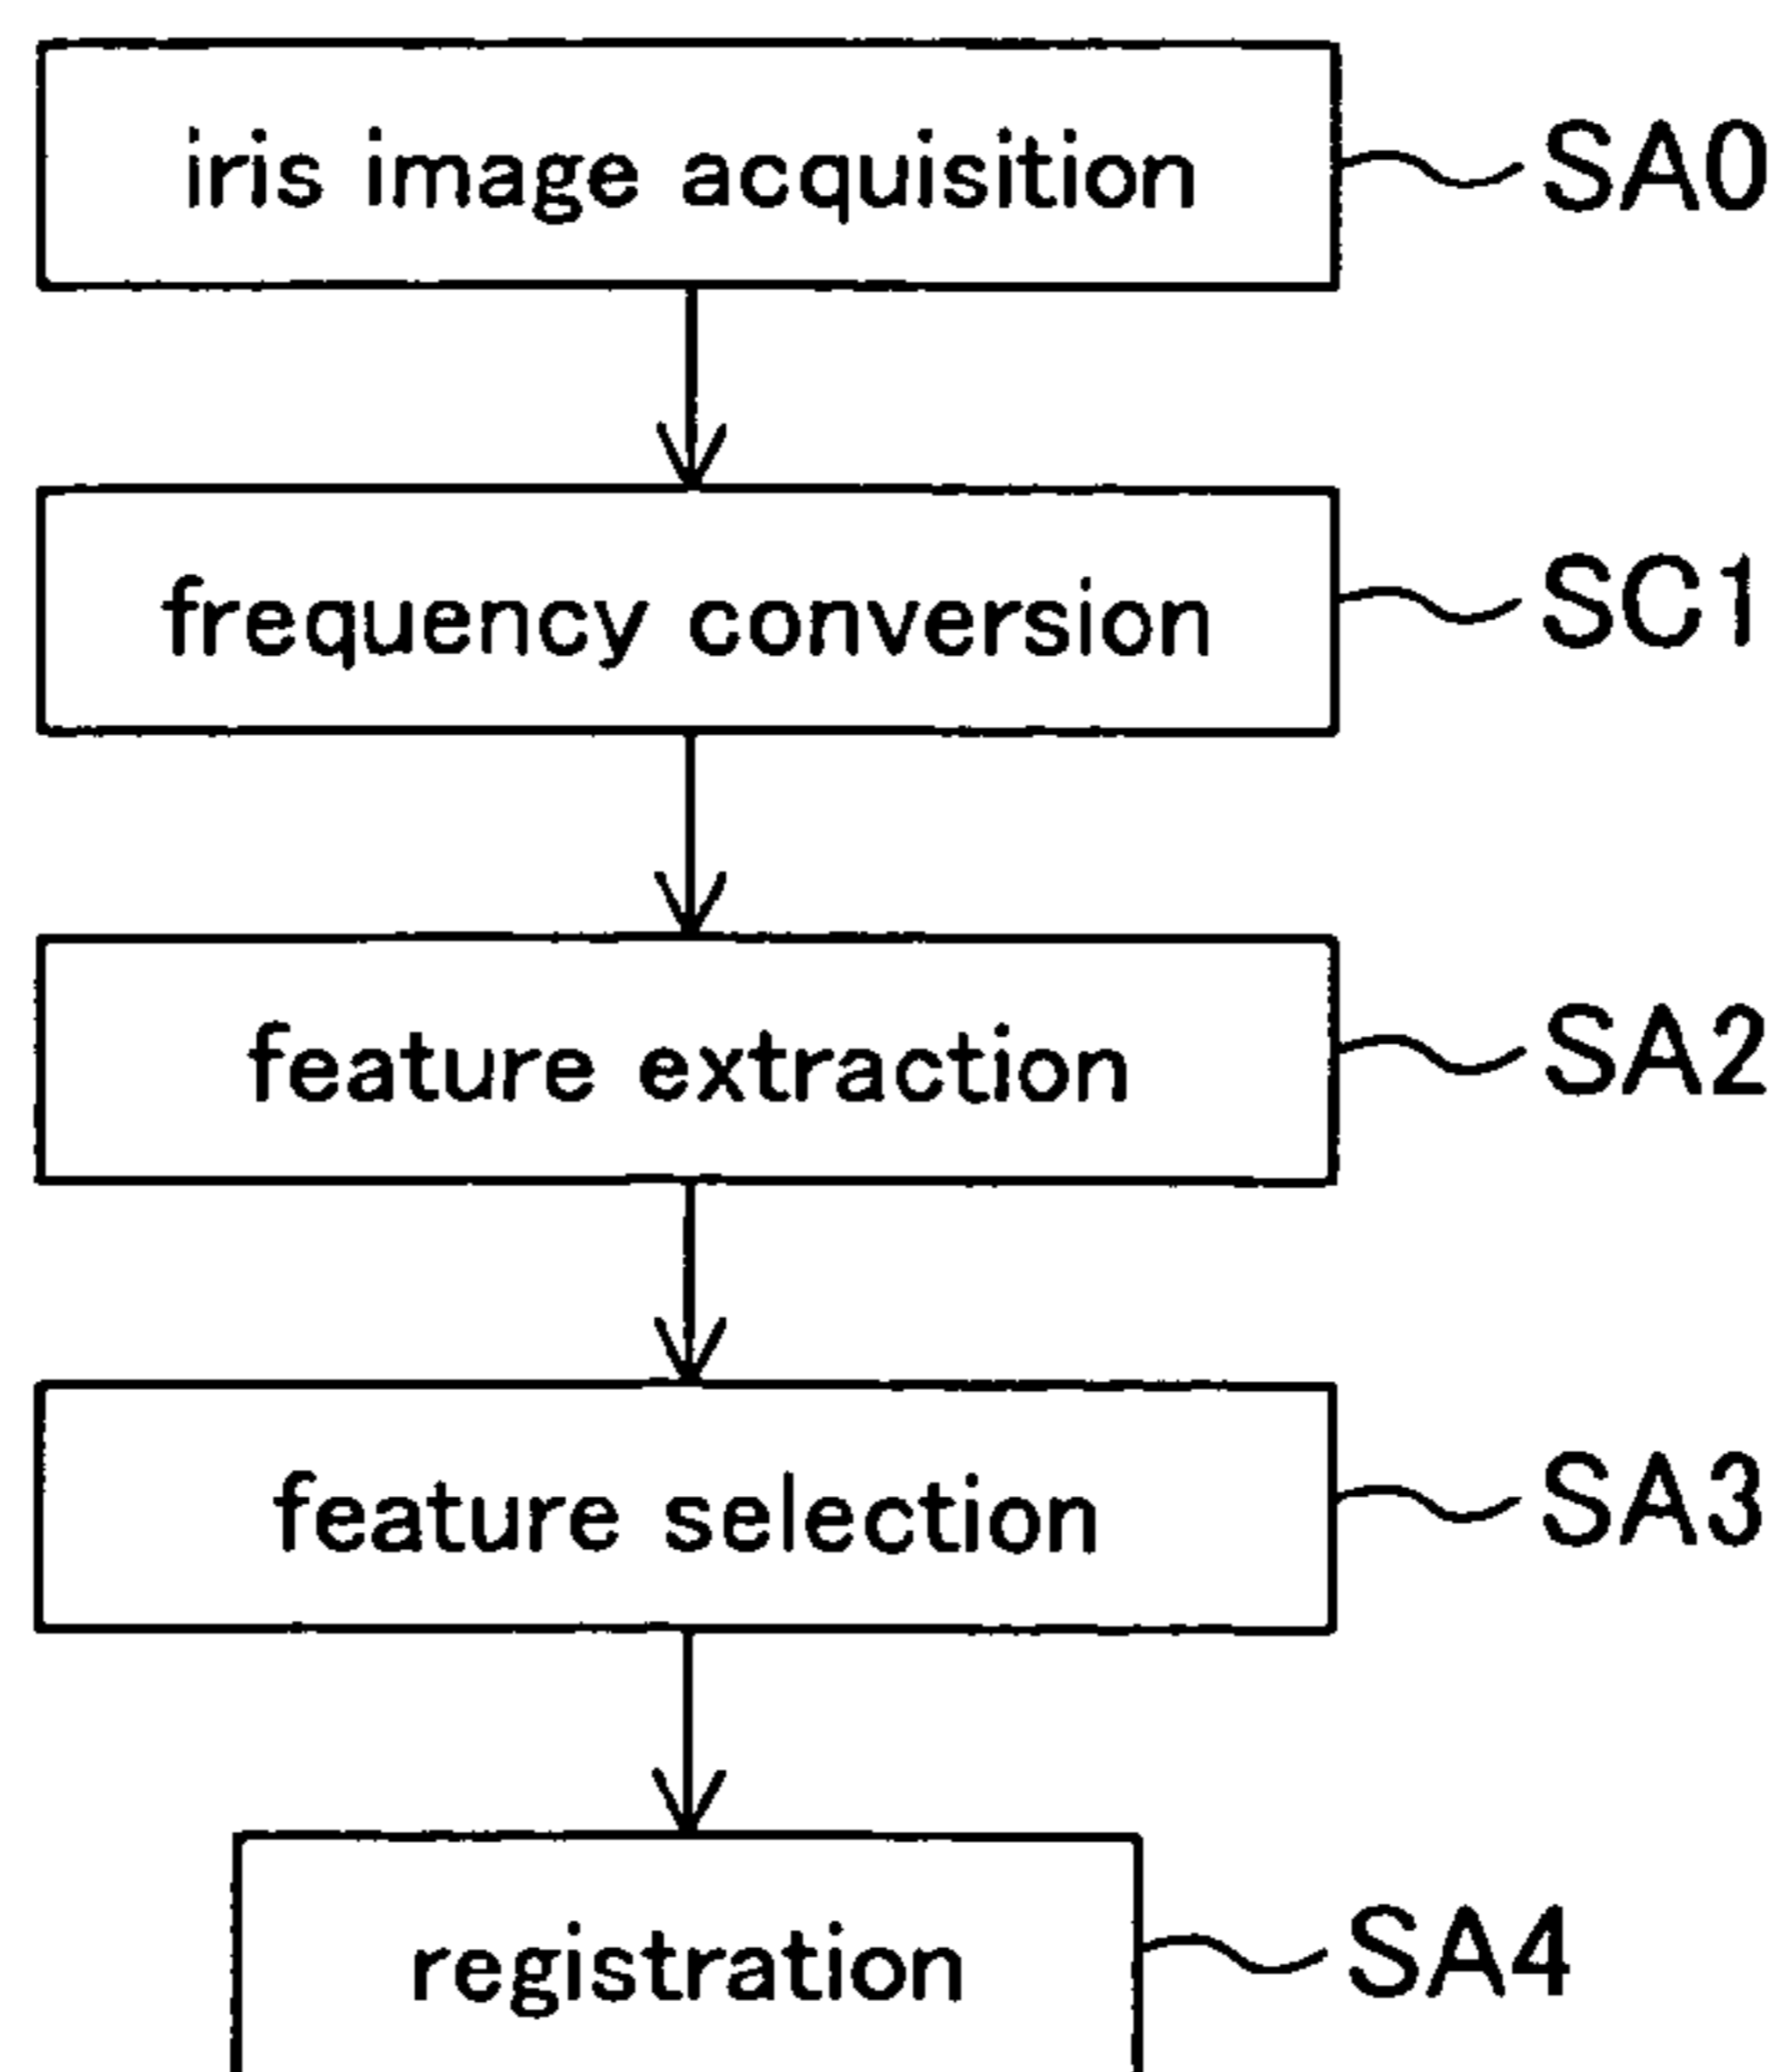 iris image acquisition SA0
frequency conversion SC1
feature extraction SA2
feature selection SA3
registration SA4